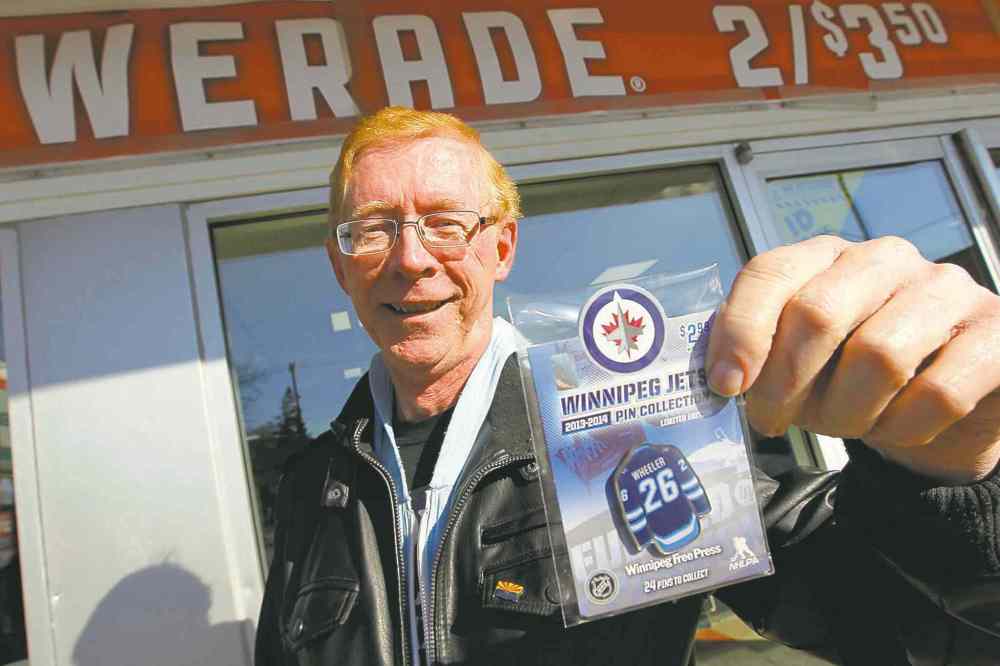 WERADE® 2/$3.50
$2.99
WINNIPEG JETS
2013-2014 PIN COLLECTION
LIMITED EDITION
WHEELER
26
Winnipeg Free Press
24 PINS TO COLLECT
NHLPA